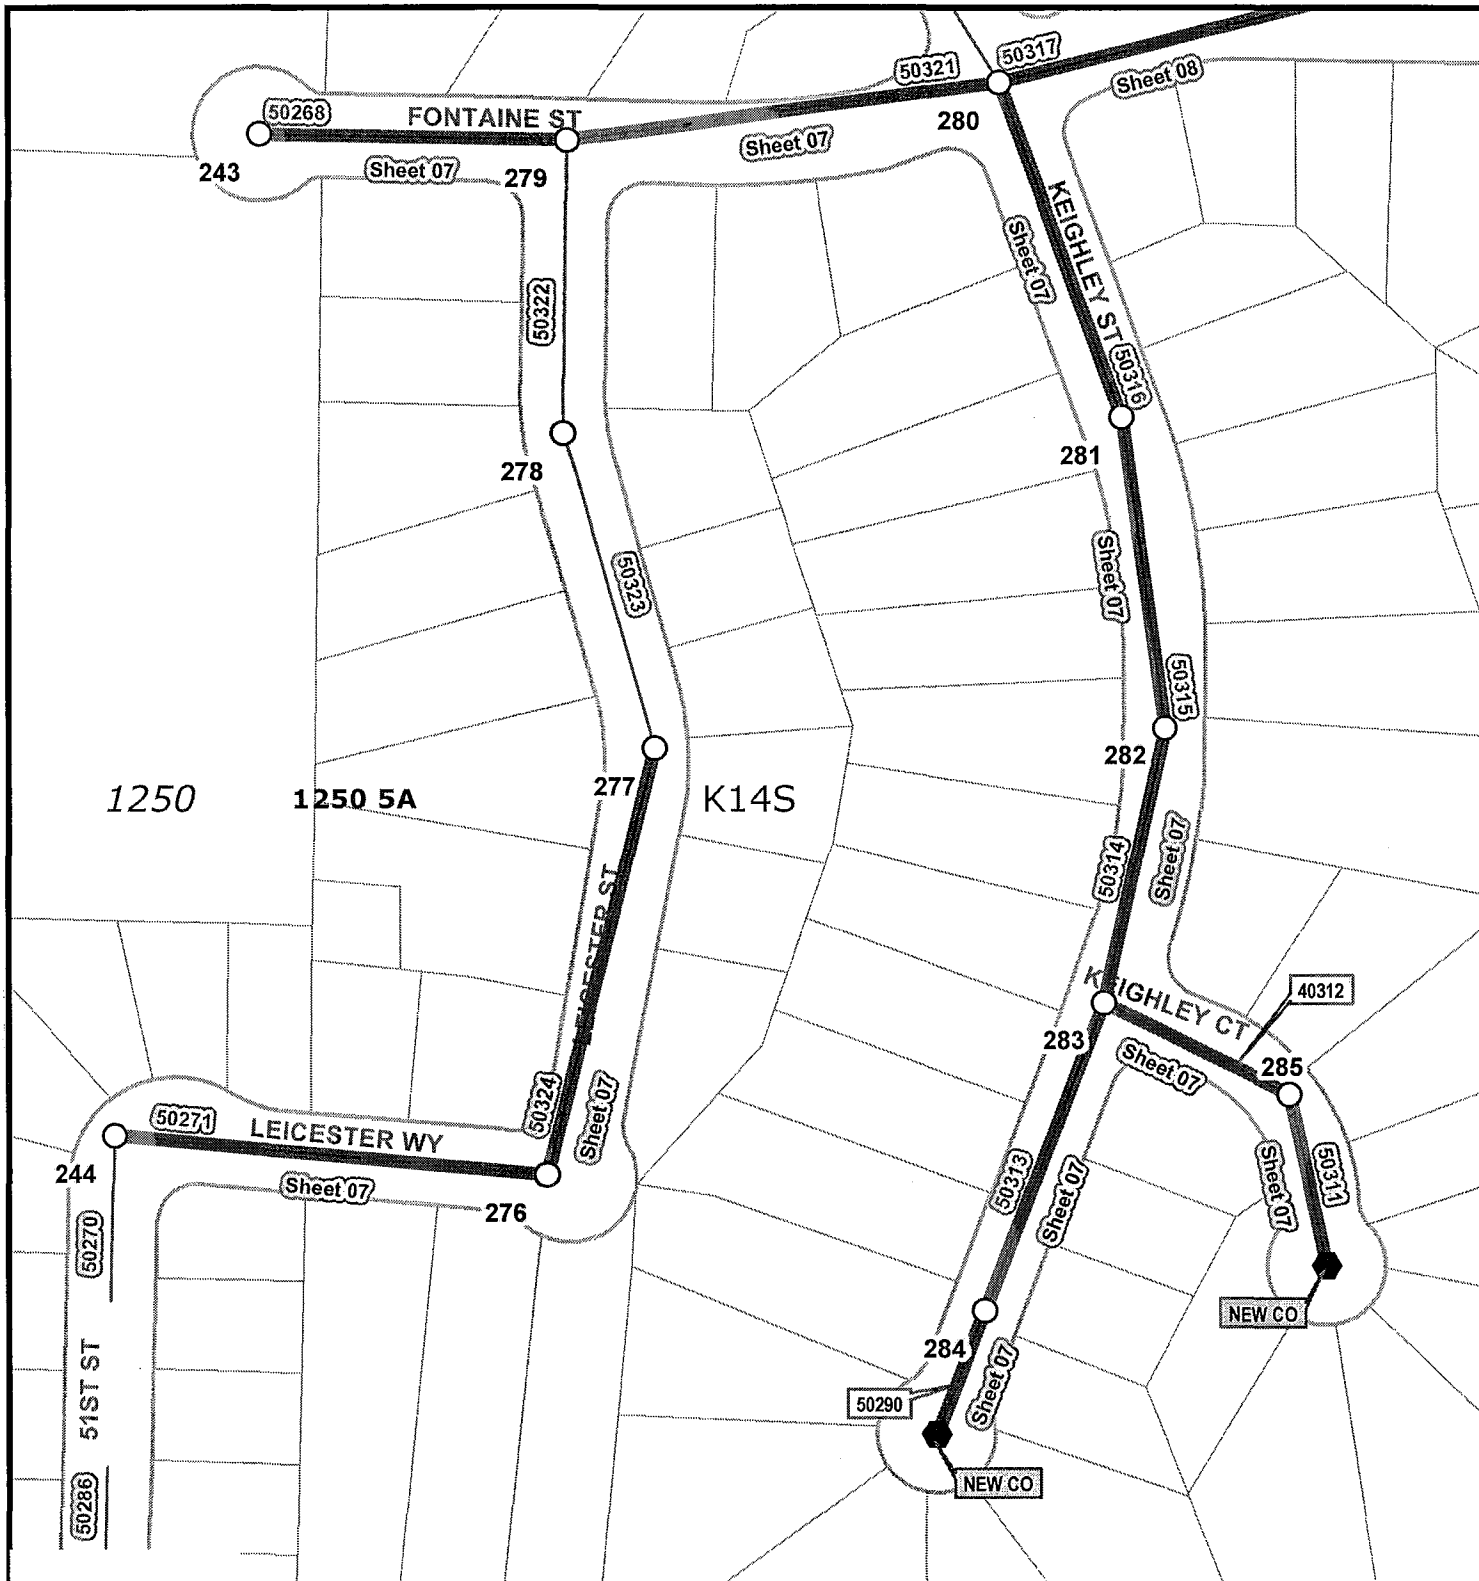 50317
50321
Sheet 08
50268
FONTAINE ST
280
Sheet 07
243
Sheet 07
279
KEIGHLEY ST
Sheet 07
50322
50316
281
278
50323
Sheet 07
50315
282
277
1250
1250 5A
K14S
50314
Sheet 07
LEICESTER ST
KEIGHLEY CT
40312
283
Sheet 07
285
50324
Sheet 07
50271
LEICESTER WY
244
Sheet 07
276
50313
Sheet 07
Sheet 07
50311
50270
NEW CO
284
Sheet 07
51ST ST
50290
NEW CO
50286